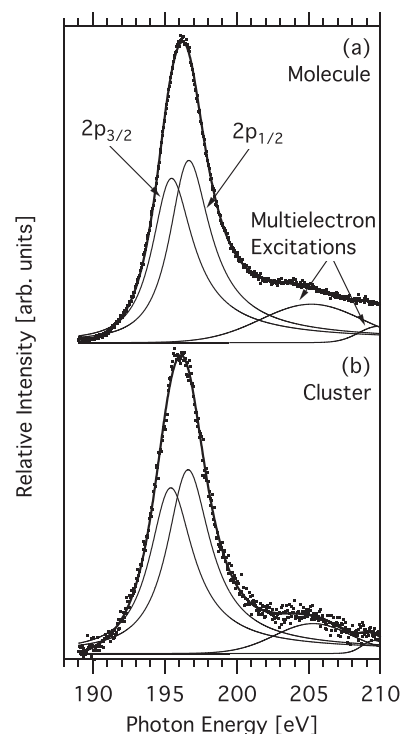 (a)
Molecule
2p3/2
2p1/2
Multielectron
Excitations
(b)
Cluster
Relative Intensity [arb. units]
190 195 200 205 210
Photon Energy [eV]